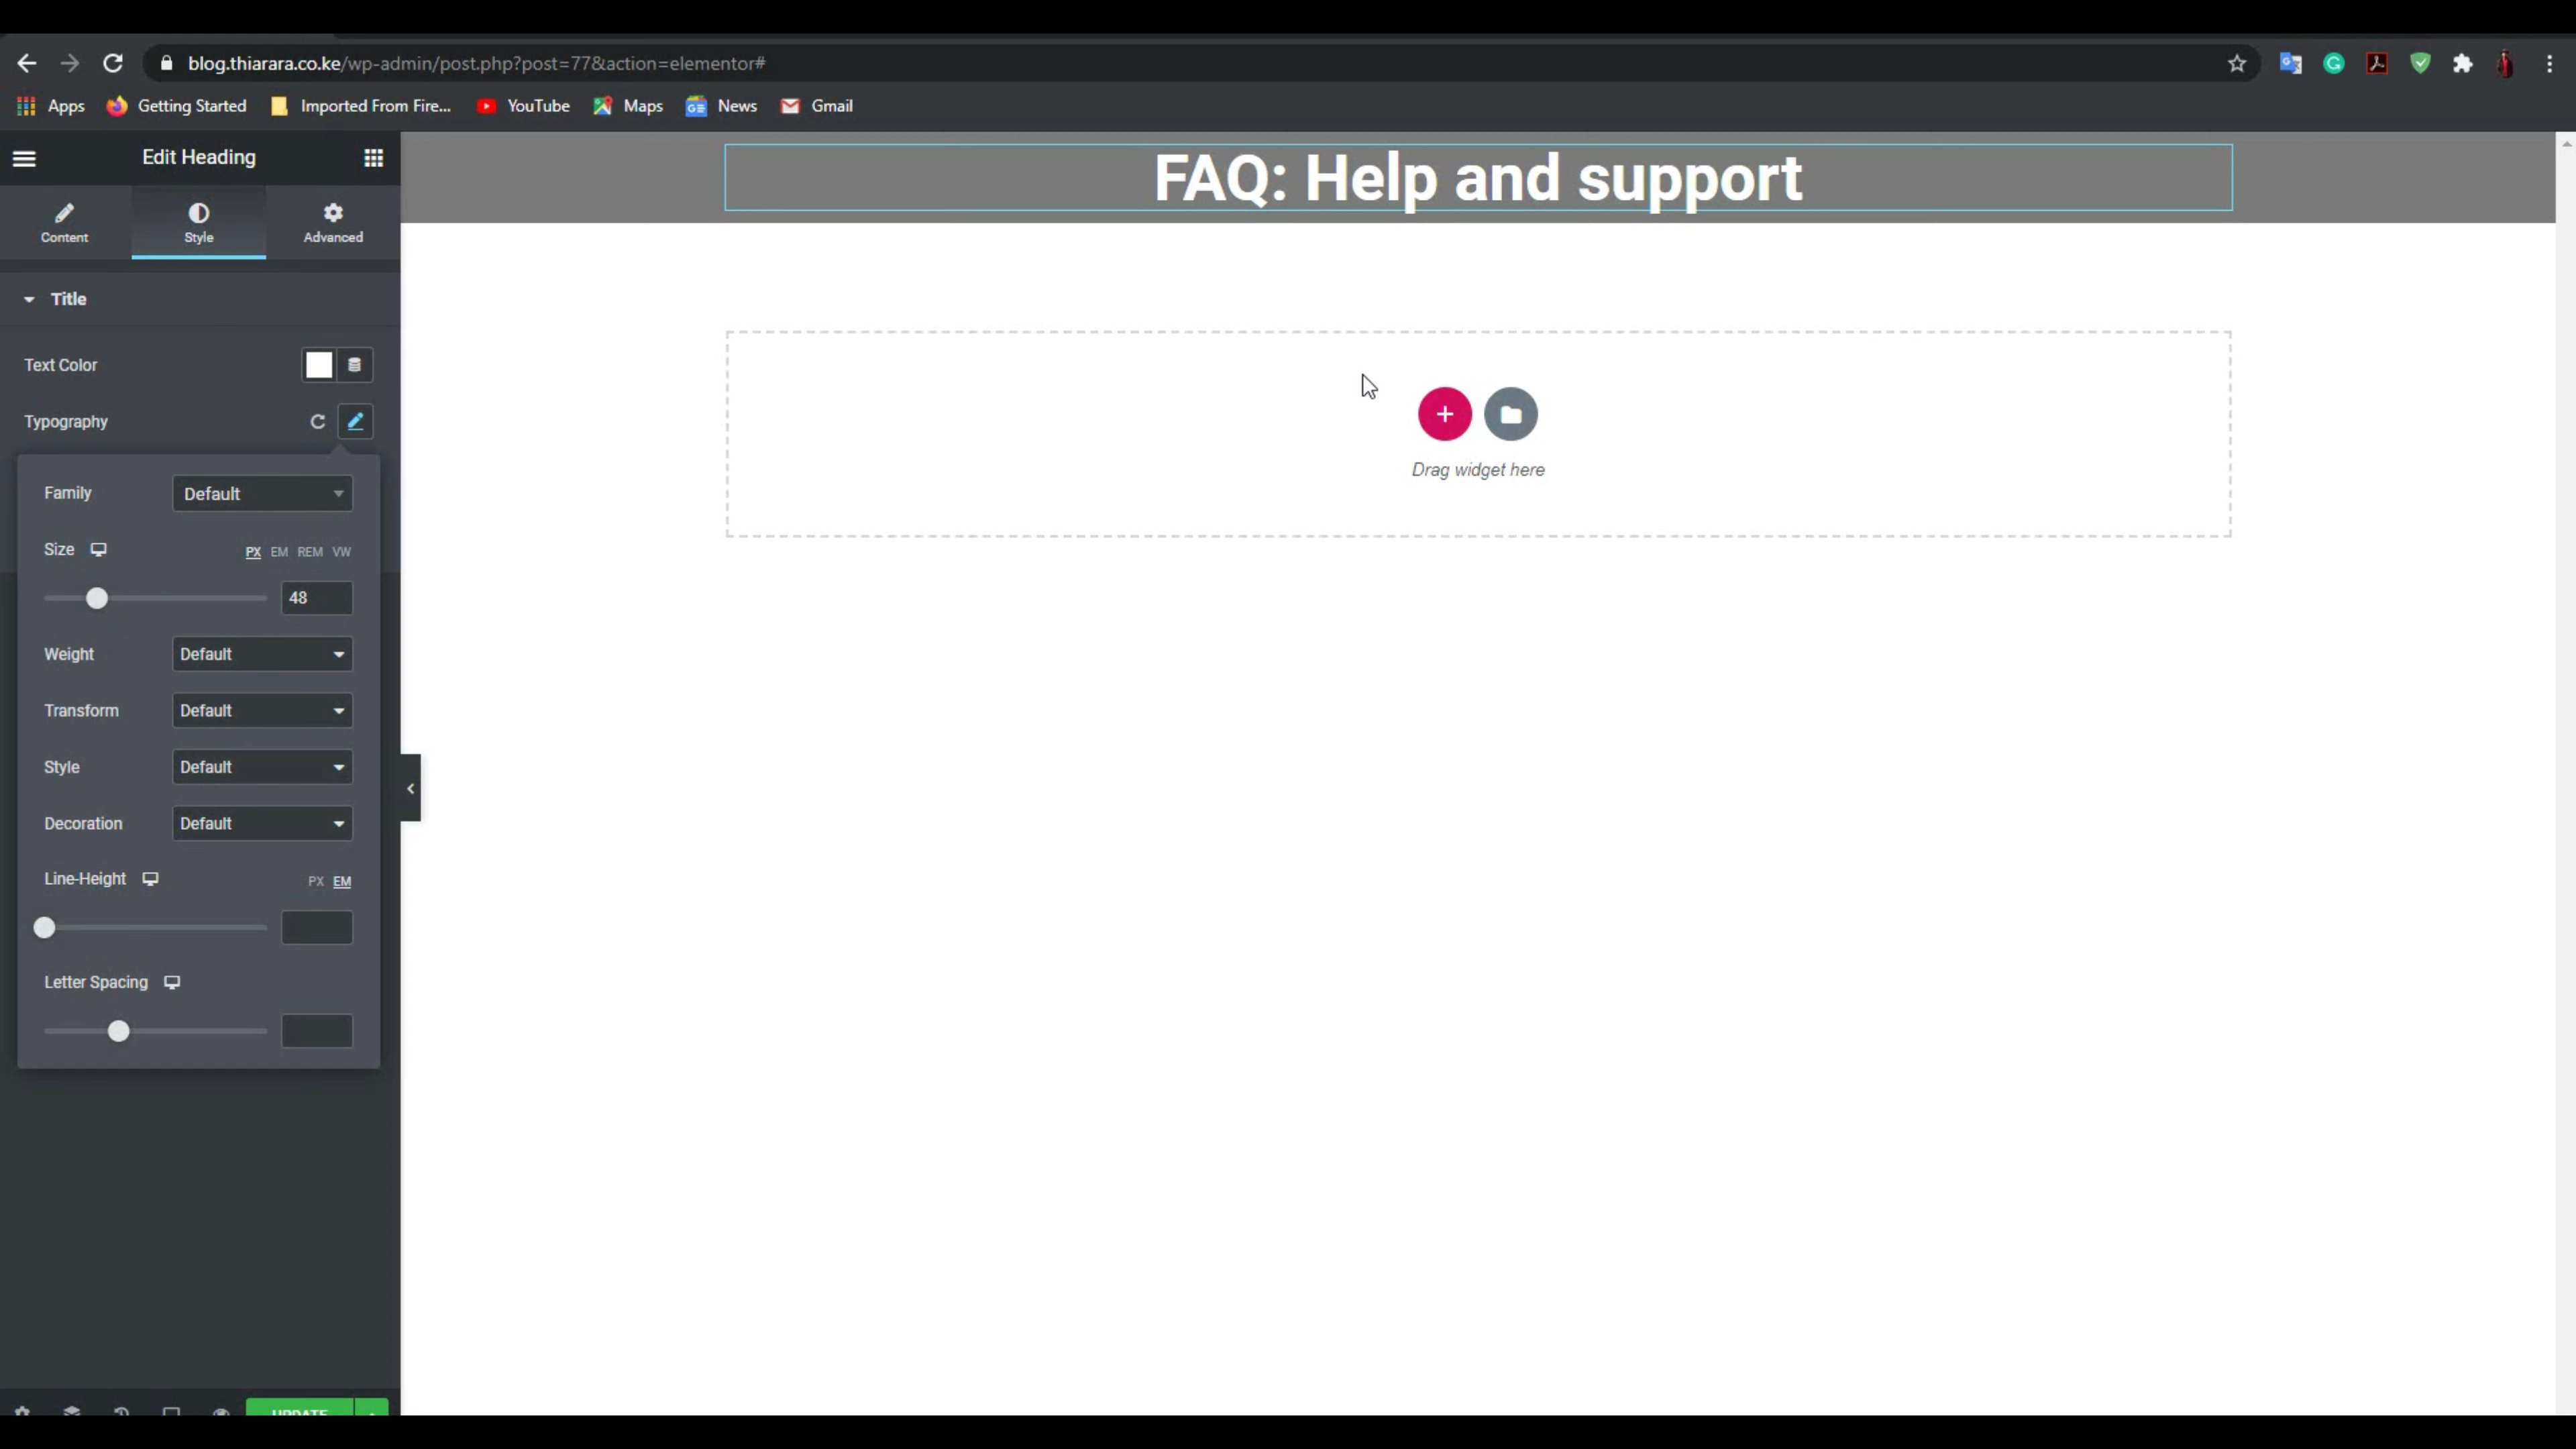 blog.thiarara.co.ke/wp-admin/post.php?post=77&action=elementor#
Apps Getting Started Imported From Fire... YouTube Maps News Gmail
Edit Heading
Content Style Advanced
FAQ: Help and support
Title
Text Color
Typography
Family Default
Size PX EM REM VW
48
Weight Default
Transform Default
Style Default
Decoration Default
Line-Height PX EM
Letter Spacing
Drag widget here
UPDATE